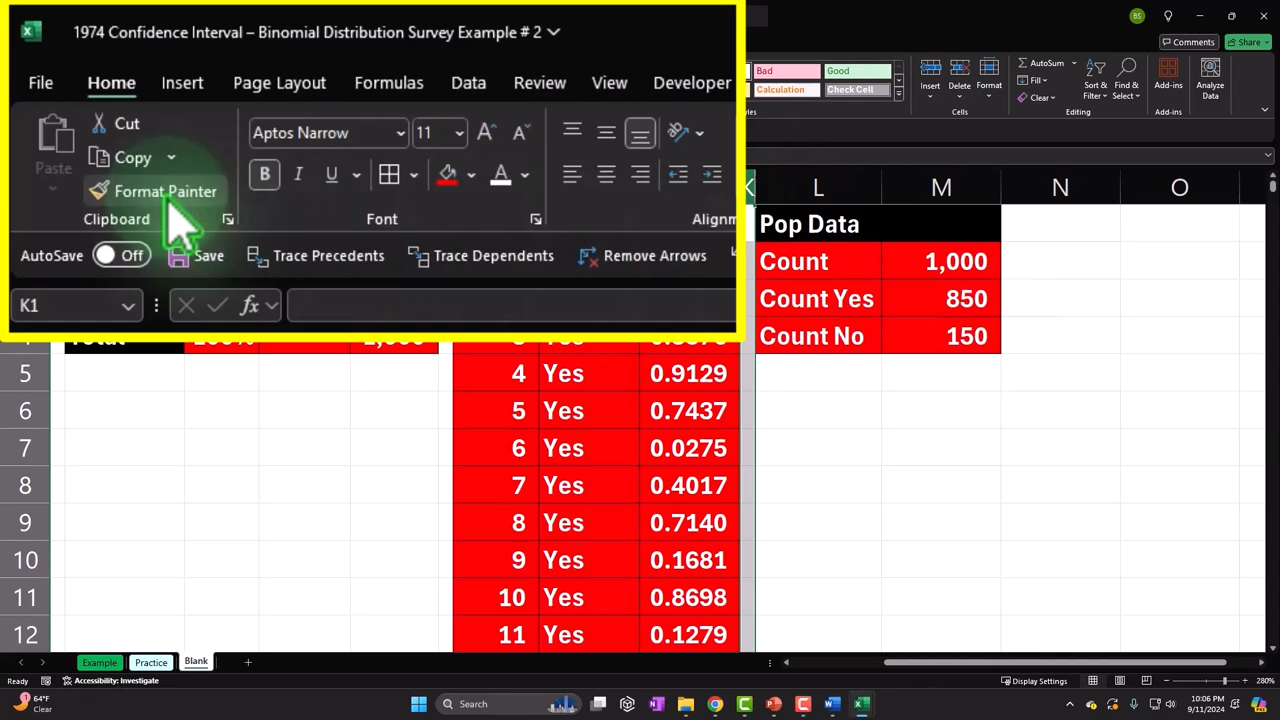 1974 Confidence Interval – Binomial Distribution Survey Example # 2
BS
Comments
Share
File Home Insert Page Layout Formulas Data Review View Developer
Cut
Copy
Paste
Format Painter
Clipboard
Aptos Narrow 11
B I U A
Font
Alignm
Bad Good
Calculation Check Cell
Insert Delete Format
Cells
AutoSum
Fill
Clear
Sort & Filter
Find & Select
Editing
Add-ins
Add-ins
Analyze Data
AutoSave Off Save Trace Precedents Trace Dependents Remove Arrows
K1 fx
K L M N O
Pop Data
Count 1,000
Count Yes 850
Count No 150
5 4 Yes 0.9129
6 5 Yes 0.7437
7 6 Yes 0.0275
8 7 Yes 0.4017
9 8 Yes 0.7140
10 9 Yes 0.1681
11 10 Yes 0.8698
12 11 Yes 0.1279
Example Practice Blank
Ready Accessibility: Investigate
Display Settings 280%
64°F
Clear
Search
10:06 PM
9/11/2024